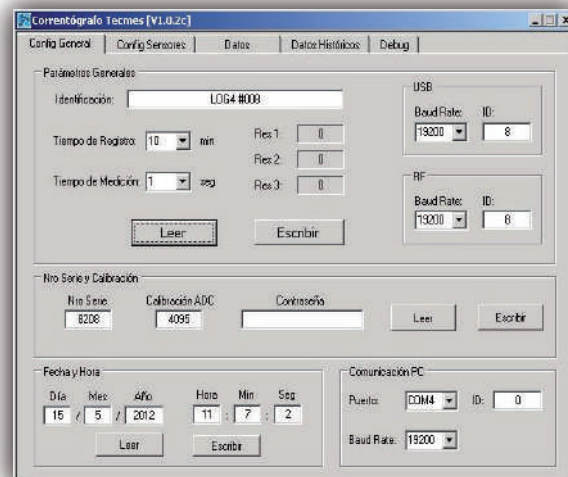 Correntógrafo Tecmes [V1.0.2c]
Config General Config Sensores Datos Datos Históricos Debug
Parámetros Generales
Identificación: LOG4 #008
Tiempo de Registro: 10 min
Tiempo de Medición: 1 seg
Res 1: 0
Res 2: 0
Res 3: 0
Leer Escribir
USB
Baud Rate: ID:
19200 8
RF
Baud Rate: ID:
19200 8
Nro Serie y Calibración
Nro Serie Calibración ADC Contraseña
8208 4095 Leer Escribir
Fecha y Hora
Día Mes Año Hora Min Seg
15 / 5 / 2012 11 : 7 : 2
Leer Escribir
Comunicación PC
Puerto: COM4 ID: 0
Baud Rate: 19200